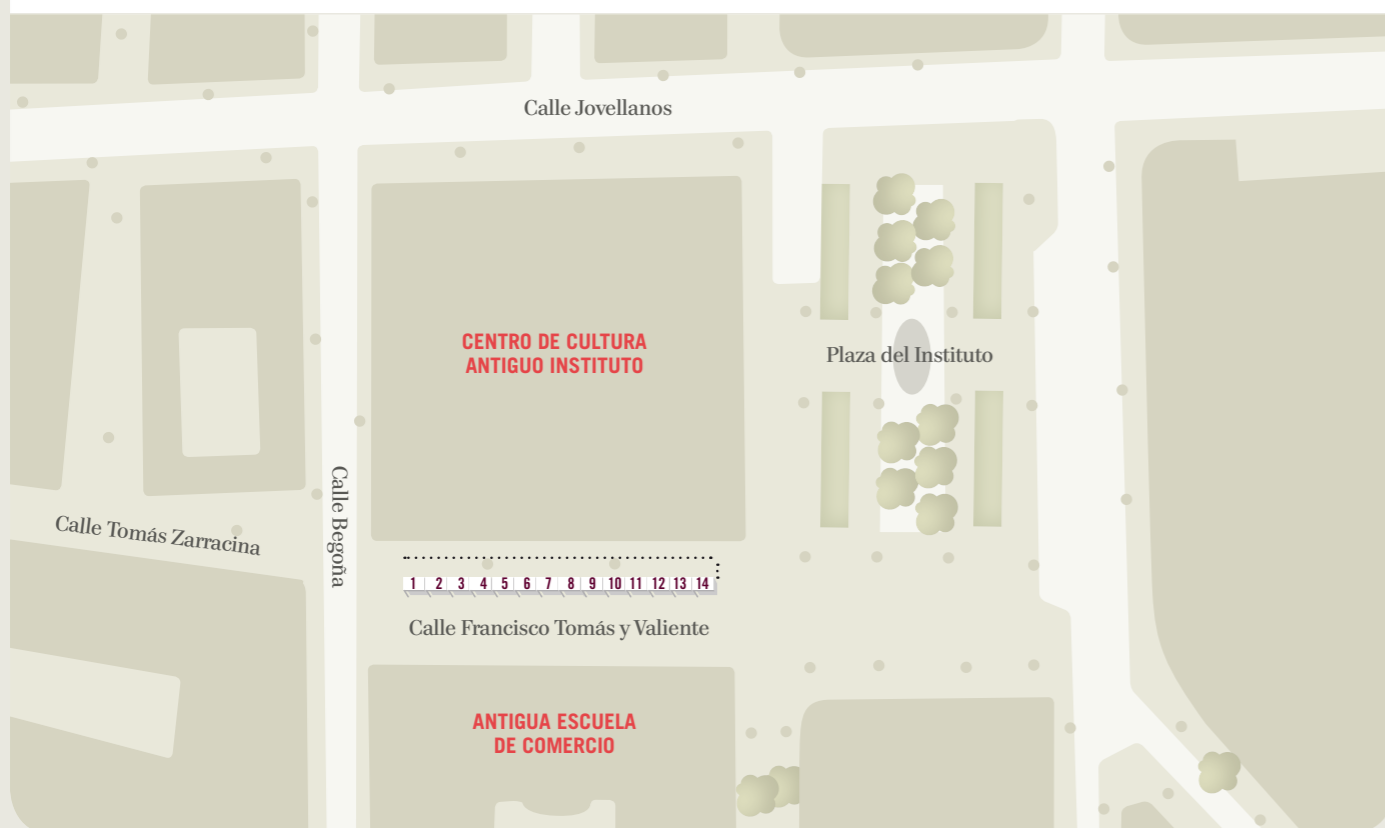 Calle Jovellanos
CENTRO DE CULTURA
ANTIGUO INSTITUTO
Plaza del Instituto
Calle Begoña
Calle Tomás Zarracina
1 2 3 4 5 6 7 8 9 10 11 12 13 14
Calle Francisco Tomás y Valiente
ANTIGUA ESCUELA
DE COMERCIO